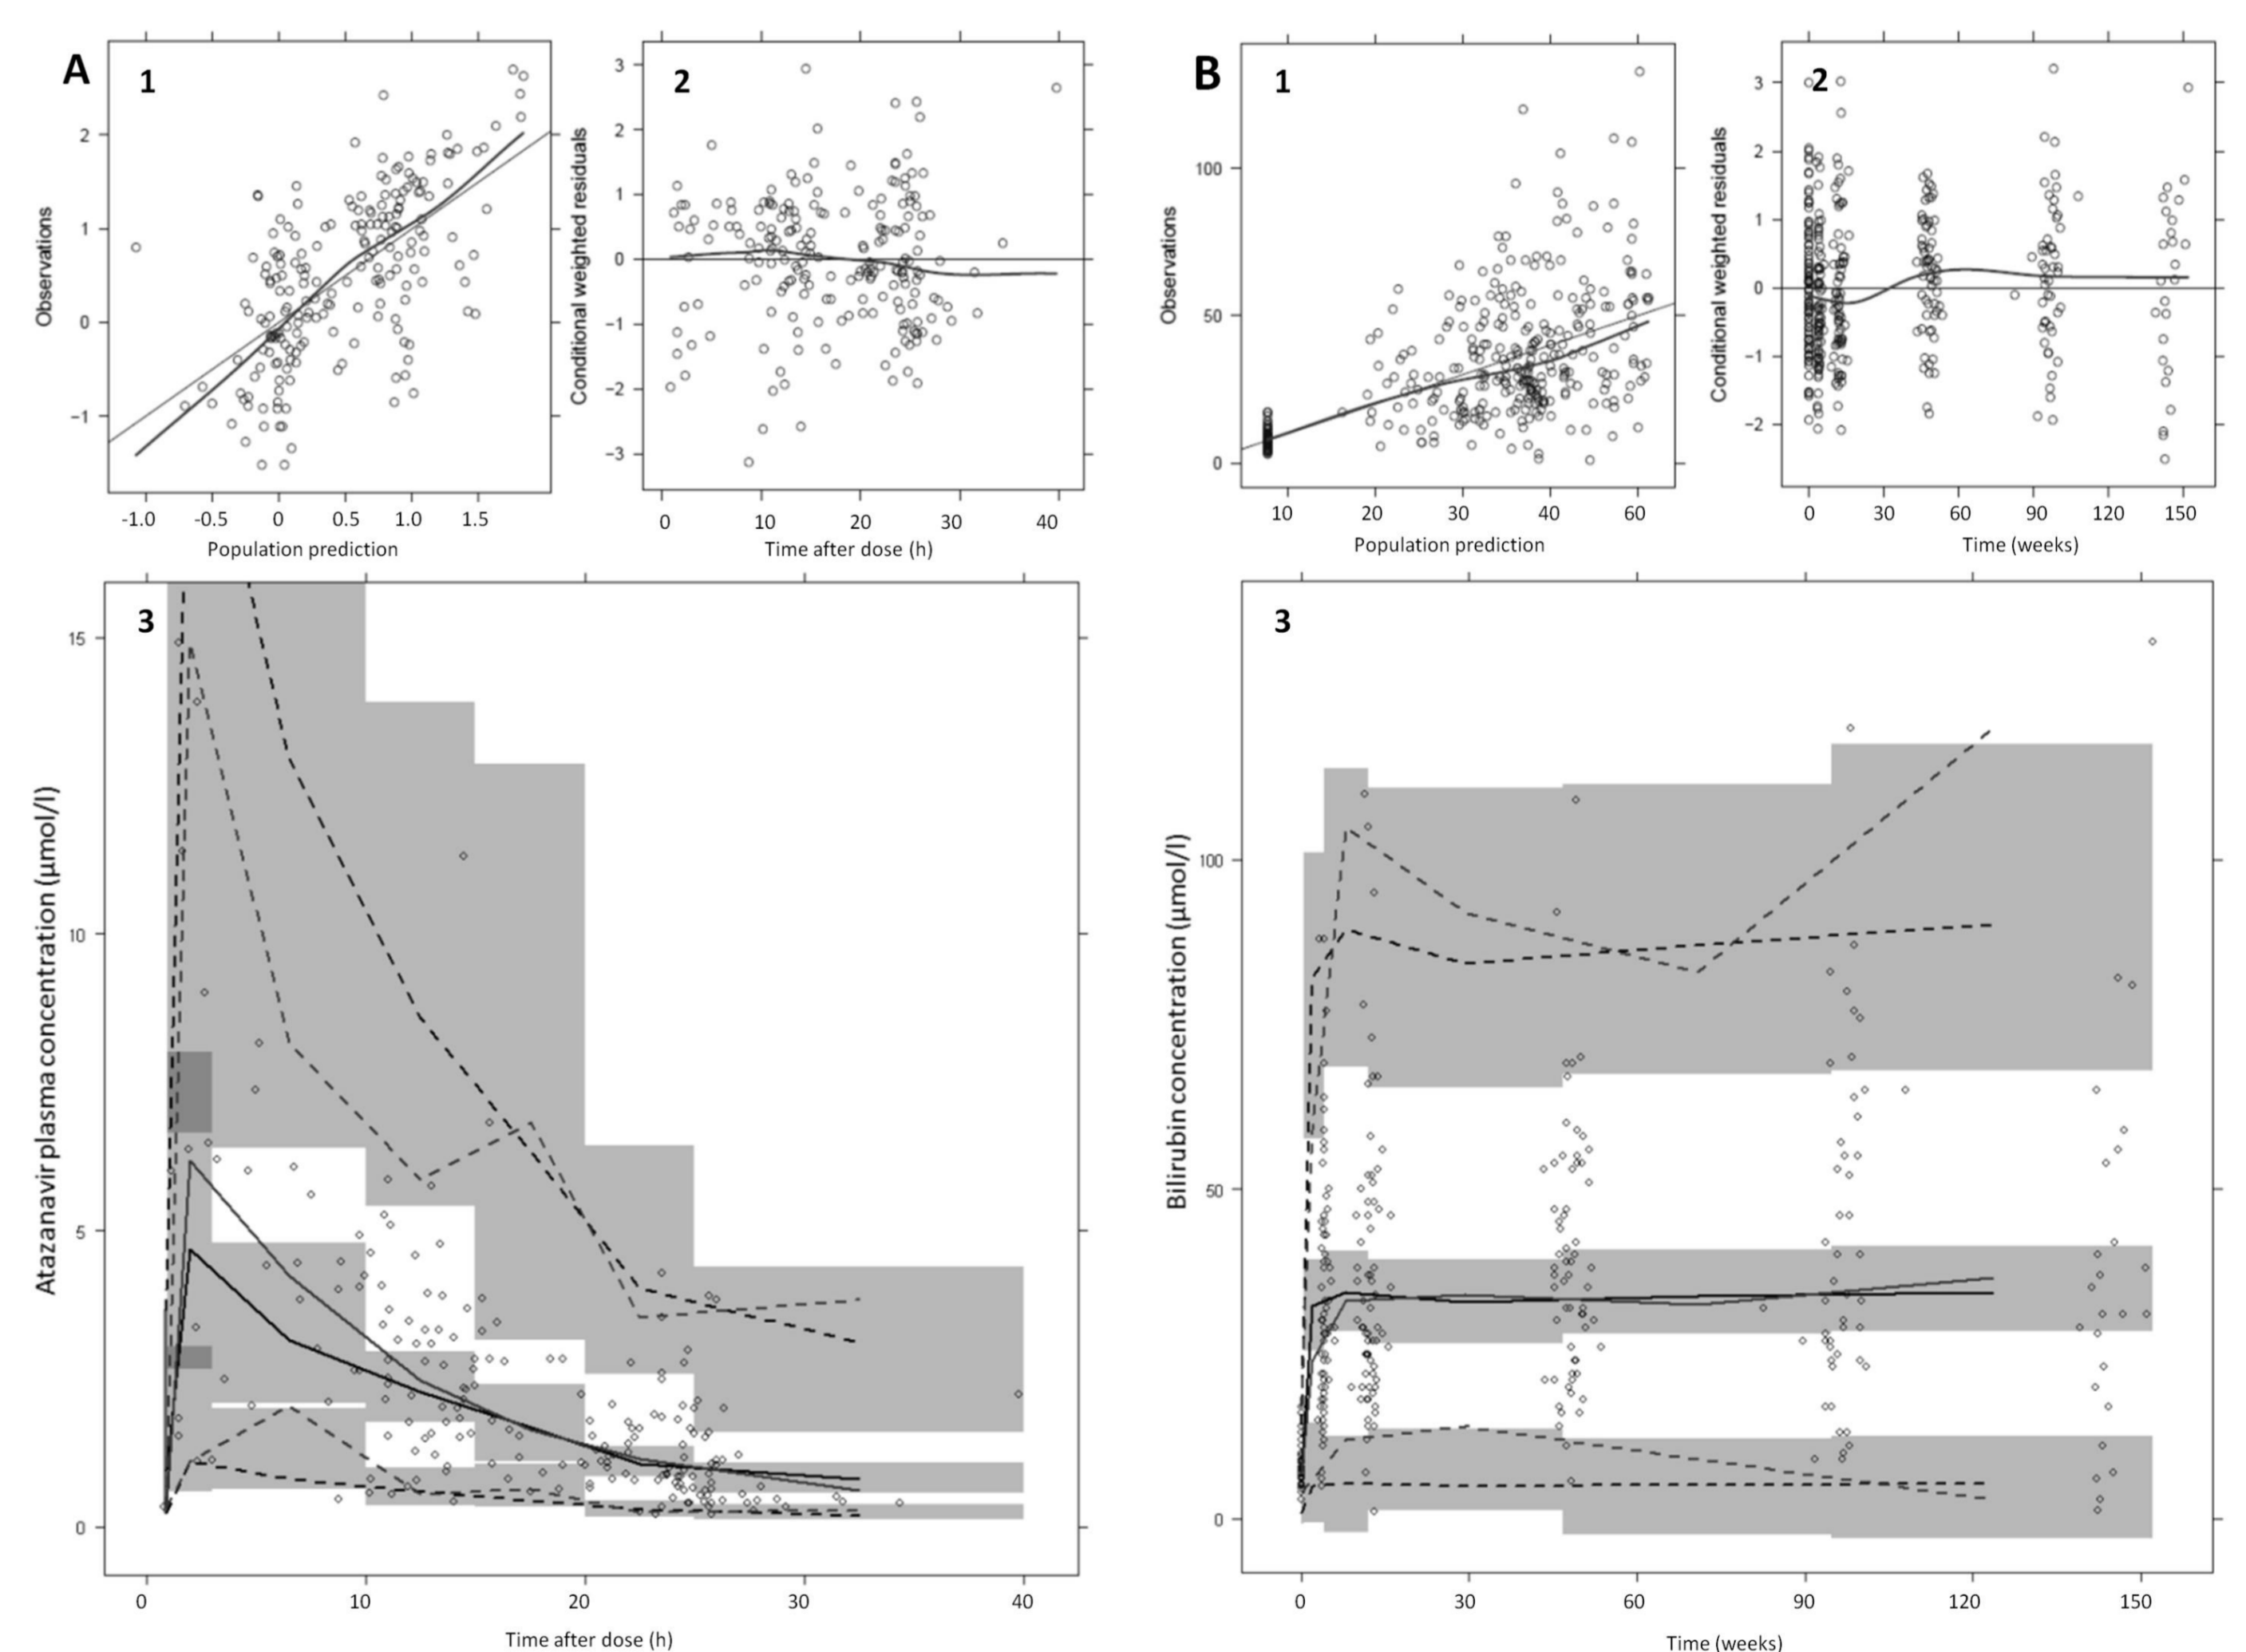 A
1
2
1
0
-1
Observations
-1.0 -0.5 0 0.5 1.0 1.5
Population prediction
2
3
2
1
0
-1
-2
-3
Conditional weighted residuals
0 10 20 30 40
Time after dose (h)
B
1
100
50
0
Observations
10 20 30 40 60
Population prediction
2
3
2
1
0
-1
-2
Conditional weighted residuals
0 30 60 90 120 150
Time (weeks)
3
15
10
5
0
Atazanavir plasma concentration (μmol/l)
0 10 20 30 40
Time after dose (h)
3
100
50
0
Bilirubin concentration (μmol/l)
0 30 60 90 120 150
Time (weeks)